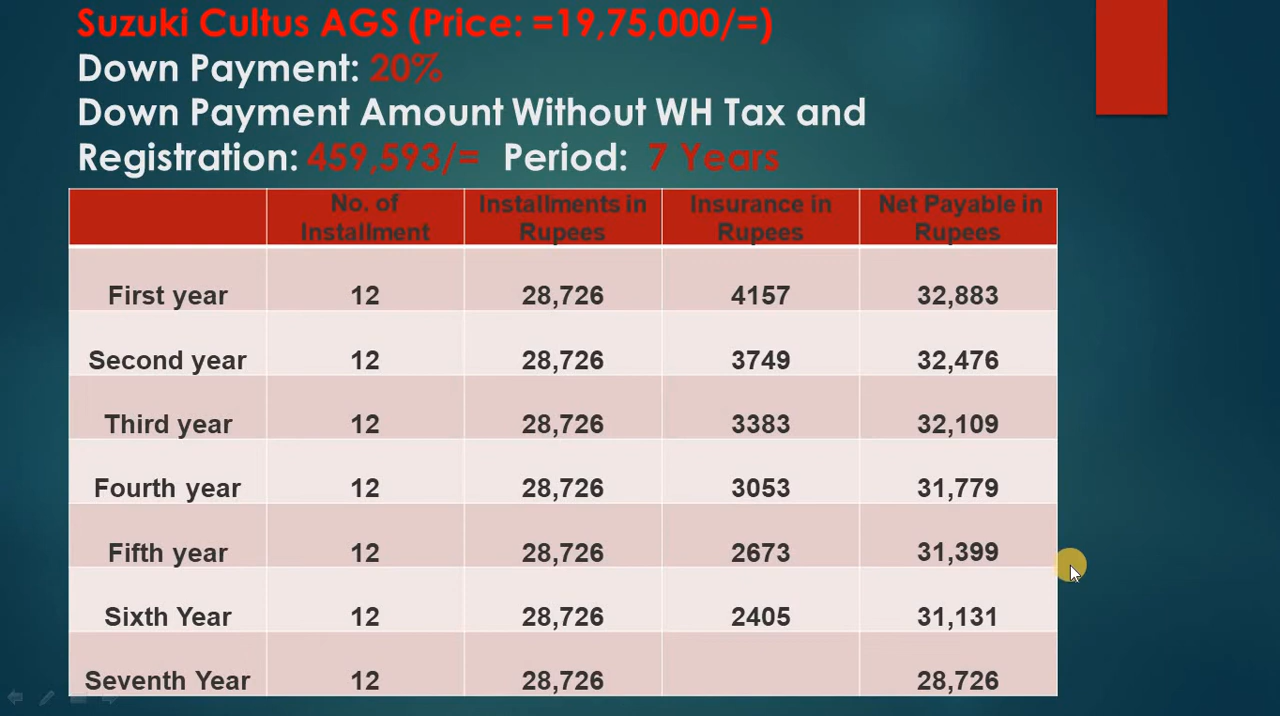 Suzuki Cultus AGS (Price: =19,75,000/=)
Down Payment: 20%
Down Payment Amount Without WH Tax and
Registration: 459,593/= Period: 7 Years
No. of Installment Installments in Rupees Insurance in Rupees Net Payable in Rupees
First year 12 28,726 4157 32,883
Second year 12 28,726 3749 32,476
Third year 12 28,726 3383 32,109
Fourth year 12 28,726 3053 31,779
Fifth year 12 28,726 2673 31,399
Sixth Year 12 28,726 2405 31,131
Seventh Year 12 28,726 28,726